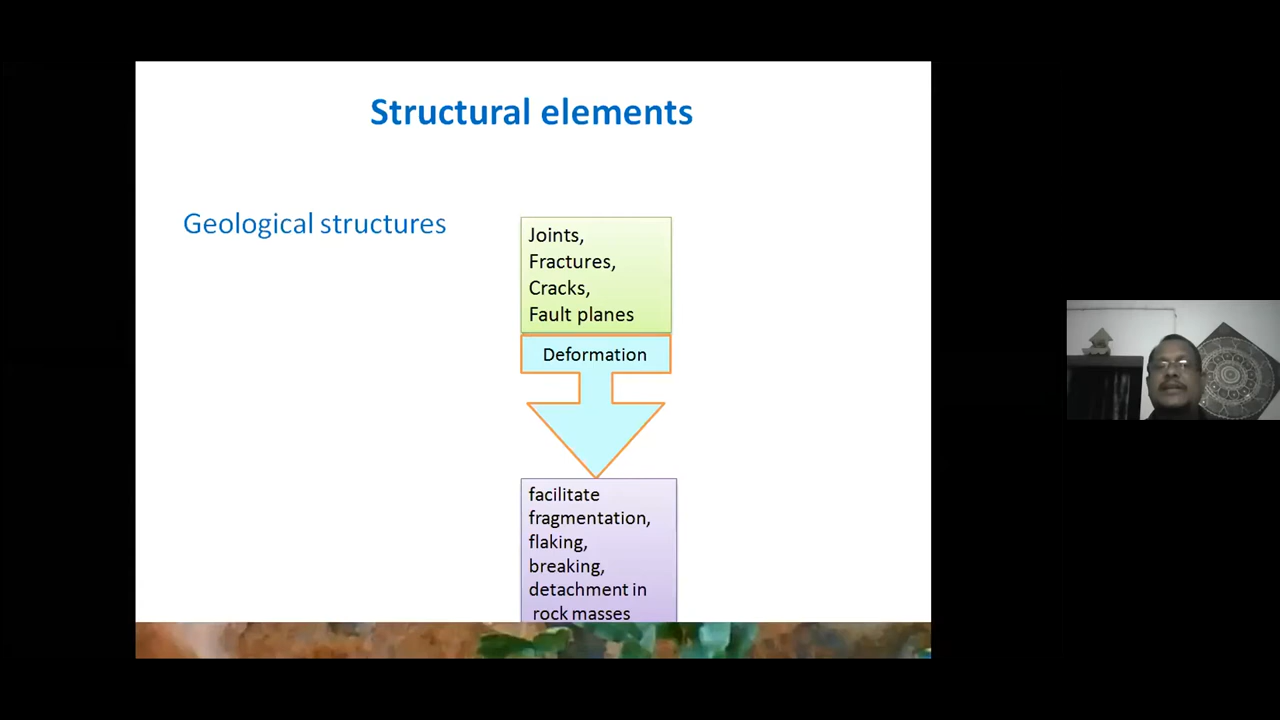 Structural elements
Geological structures
Joints,
Fractures,
Cracks,
Fault planes
Deformation
facilitate
fragmentation,
flaking,
breaking,
detachment in
rock masses